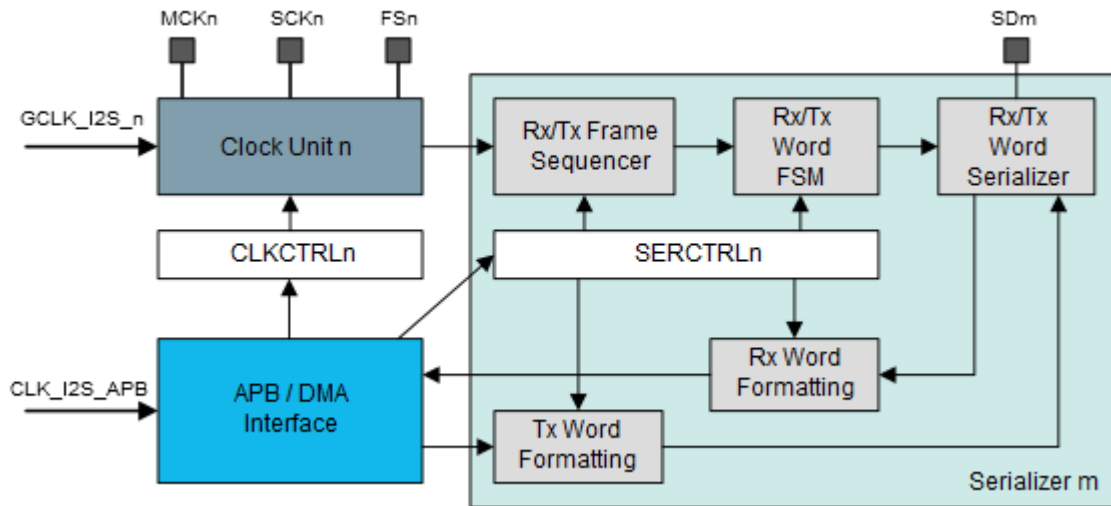 MCKn
SCKn
FSn
SDm
GCLK_I2S_n
Clock Unit n
Rx/Tx Frame
Sequencer
Rx/Tx
Word
FSM
Rx/Tx
Word
Serializer
CLKCTRLn
SERCTRLn
CLK_I2S_APB
APB / DMA
Interface
Rx Word
Formatting
Tx Word
Formatting
Serializer m